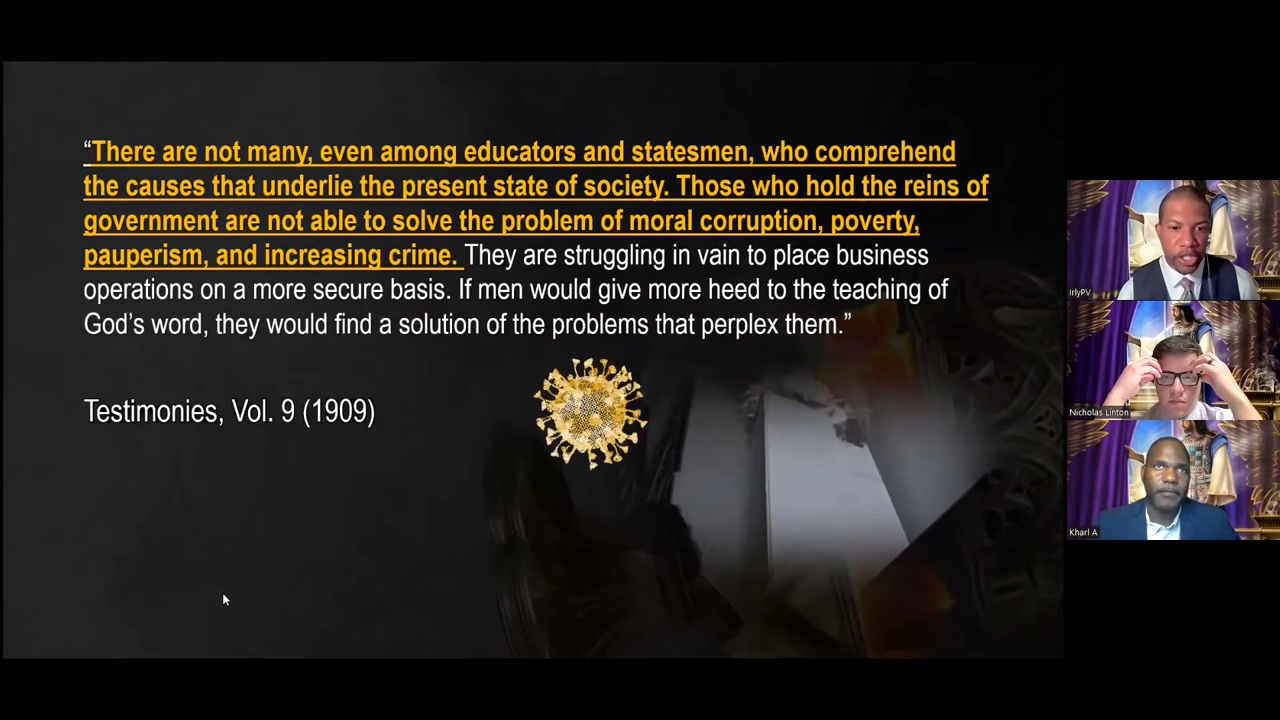 “There are not many, even among educators and statesmen, who comprehend
the causes that underlie the present state of society. Those who hold the reins of
government are not able to solve the problem of moral corruption, poverty,
pauperism, and increasing crime. They are struggling in vain to place business
operations on a more secure basis. If men would give more heed to the teaching of
God’s word, they would find a solution of the problems that perplex them.”
Testimonies, Vol. 9 (1909)
IrlyPV
Nicholas Linton
Kharl A